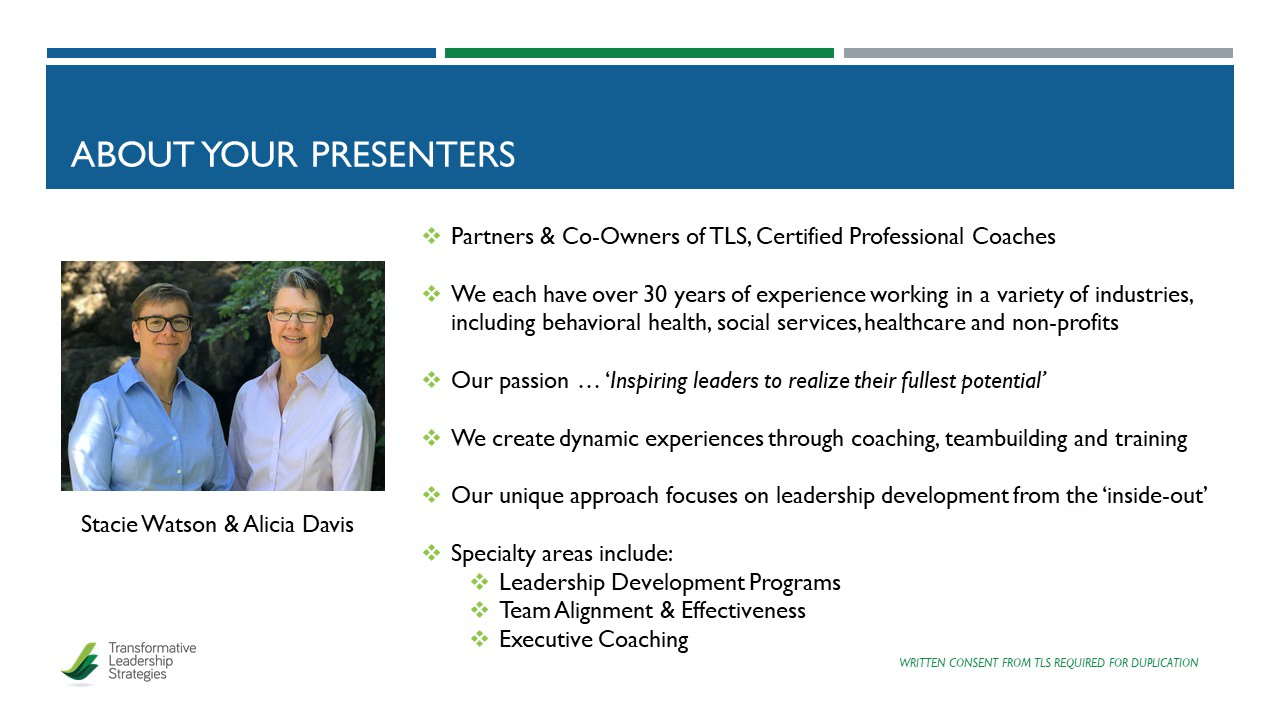 ABOUT YOUR PRESENTERS
Partners & Co-Owners of TLS, Certified Professional Coaches
We each have over 30 years of experience working in a variety of industries,
including behavioral health, social services, healthcare and non-profits
Our passion … ‘Inspiring leaders to realize their fullest potential’
We create dynamic experiences through coaching, teambuilding and training
Our unique approach focuses on leadership development from the ‘inside-out’
Specialty areas include:
Leadership Development Programs
Team Alignment & Effectiveness
Executive Coaching
Stacie Watson & Alicia Davis
Transformative
Leadership
Strategies
WRITTEN CONSENT FROM TLS REQUIRED FOR DUPLICATION